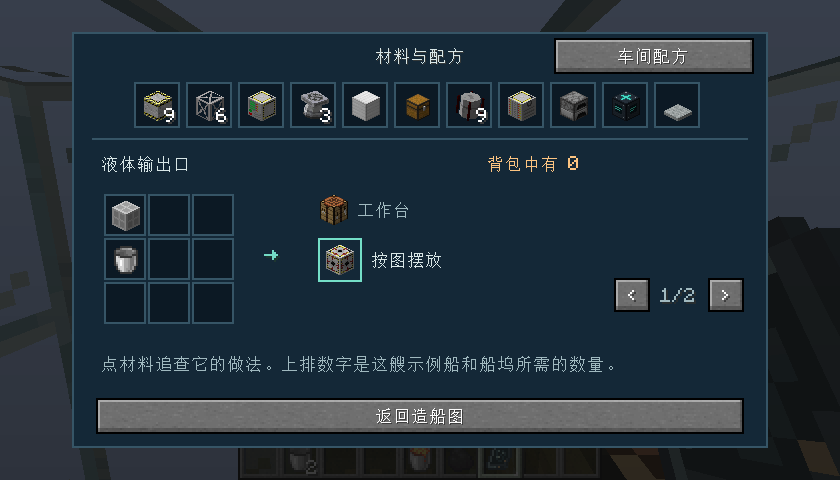 材料与配方
车间配方
9 6 3 9
液体输出口
背包中有 0
工作台
按图摆放
< 1/2 >
点材料追查它的做法。上排数字是这艘示例船和船坞所需的数量。
返回造船图
2